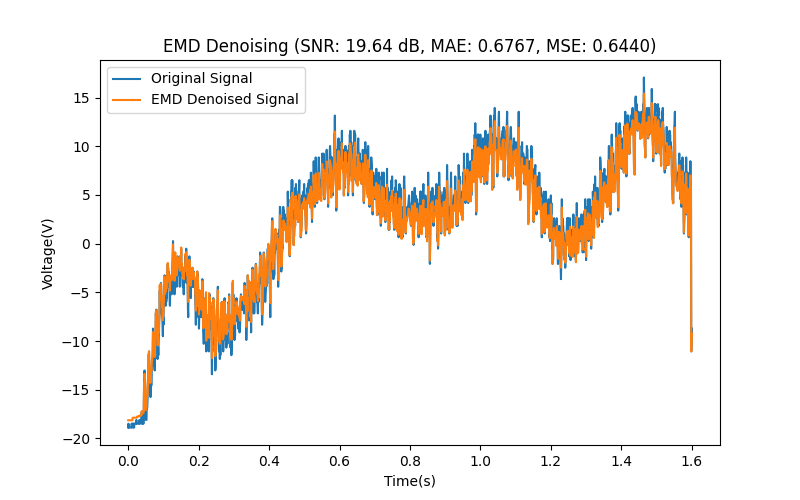 EMD Denoising (SNR: 19.64 dB, MAE: 0.6767, MSE: 0.6440)
Original Signal
EMD Denoised Signal
15
10
5
0
−5
−10
−15
−20
Voltage(V)
0.0 0.2 0.4 0.6 0.8 1.0 1.2 1.4 1.6
Time(s)